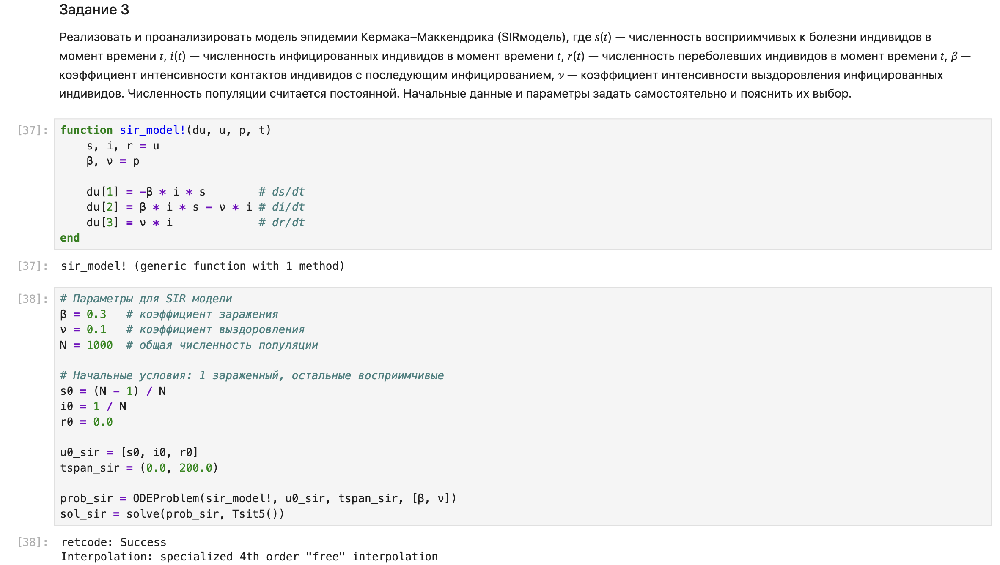 Задание 3
Реализовать и проанализировать модель эпидемии Кермака–Маккендрика (SIRмодель), где s(t) — численность восприимчивых к болезни индивидов в
момент времени t, i(t) — численность инфицированных индивидов в момент времени t, r(t) — численность переболевших индивидов в момент времени t, β —
коэффициент интенсивности контактов индивидов с последующим инфицированием, ν — коэффициент интенсивности выздоровления инфицированных
индивидов. Численность популяции считается постоянной. Начальные данные и параметры задать самостоятельно и пояснить их выбор.
[37]: function sir_model!(du, u, p, t)
    s, i, r = u
    β, ν = p
    du[1] = -β * i * s        # ds/dt
    du[2] = β * i * s - ν * i # di/dt
    du[3] = ν * i             # dr/dt
end
[37]: sir_model! (generic function with 1 method)
[38]: # Параметры для SIR модели
β = 0.3   # коэффициент заражения
ν = 0.1   # коэффициент выздоровления
N = 1000  # общая численность популяции
# Начальные условия: 1 зараженный, остальные восприимчивые
s0 = (N - 1) / N
i0 = 1 / N
r0 = 0.0
u0_sir = [s0, i0, r0]
tspan_sir = (0.0, 200.0)
prob_sir = ODEProblem(sir_model!, u0_sir, tspan_sir, [β, ν])
sol_sir = solve(prob_sir, Tsit5())
[38]: retcode: Success
Interpolation: specialized 4th order "free" interpolation